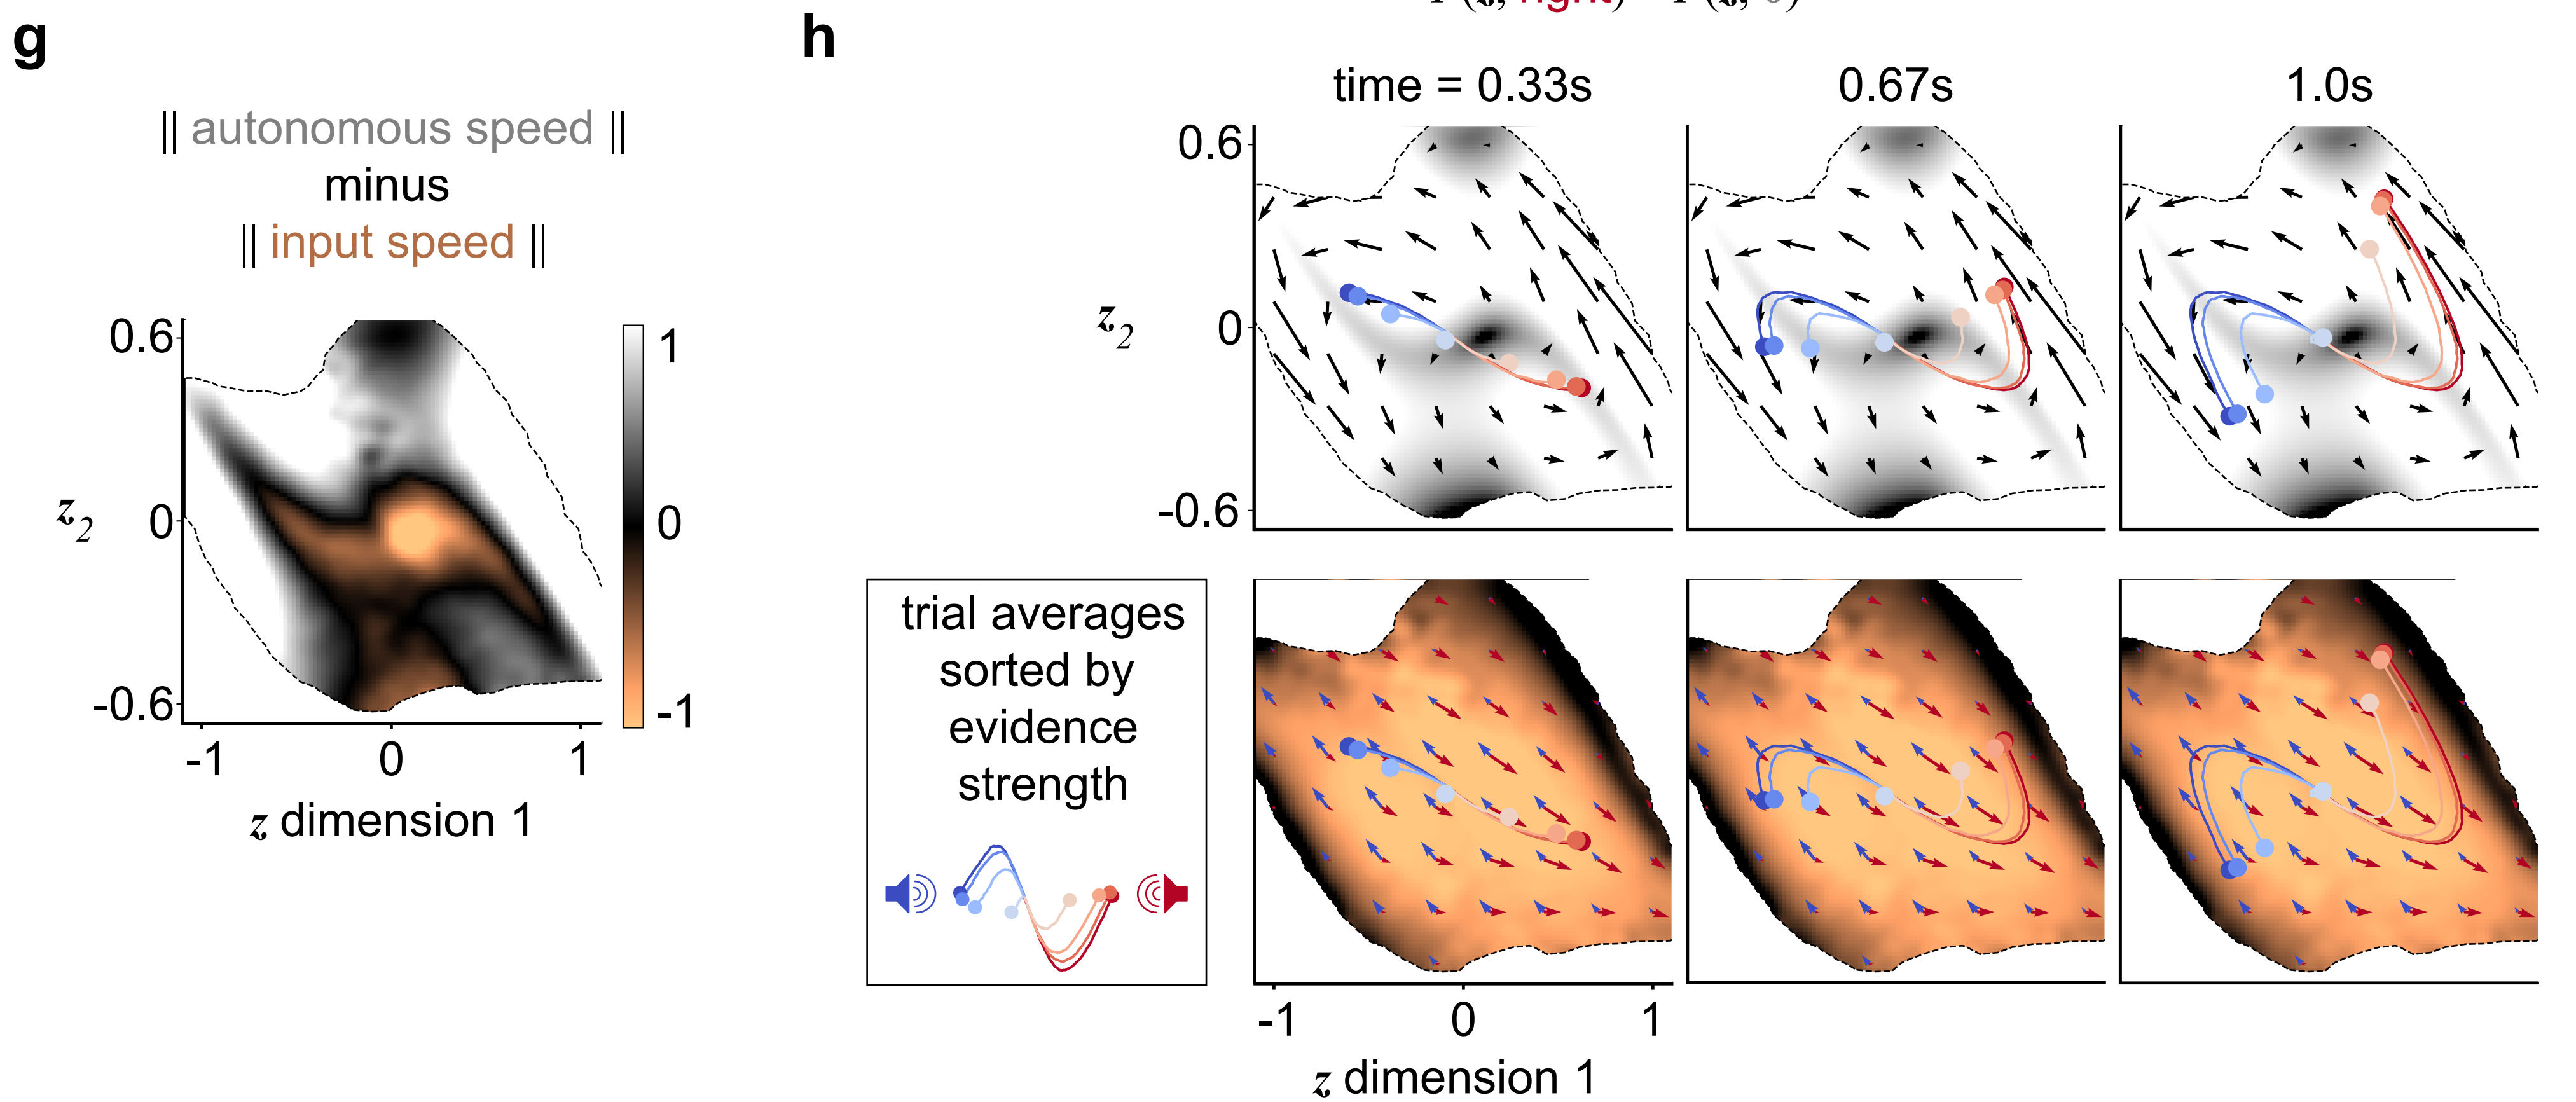 g
|| autonomous speed ||
minus
|| input speed ||
z2
0.6
0
-0.6
-1
0
1
z dimension 1
1
0
-1
h
time = 0.33s
0.67s
1.0s
z2
0.6
0
-0.6
trial averages
sorted by
evidence
strength
-1
0
1
z dimension 1